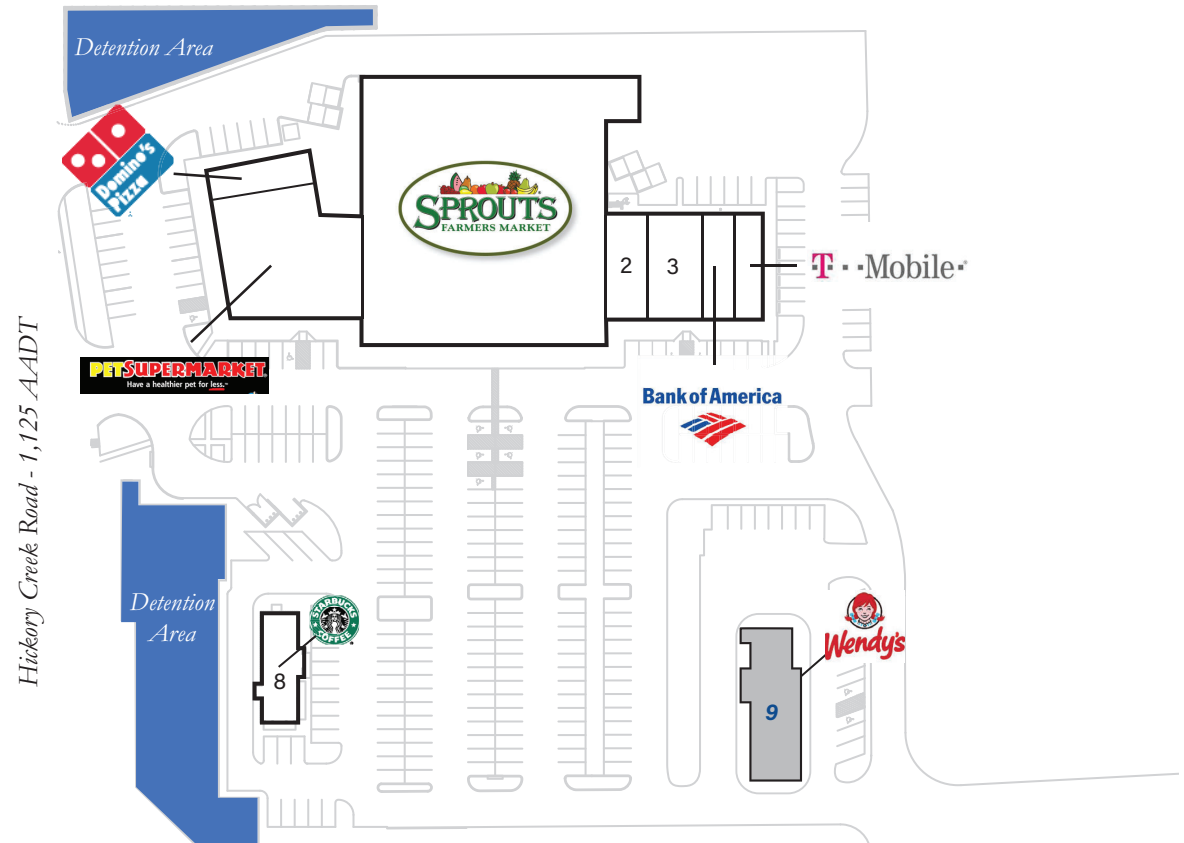 Detention Area
Domino's
Pizza
SPROUTS
FARMERS MARKET
2
3
T··Mobile·
PETSUPERMARKET
Have a healthier pet for less.
Bank of America
Hickory Creek Road - 1,125 AADT
Detention
Area
STARBUCKS
COFFEE
8
Wendy's
9